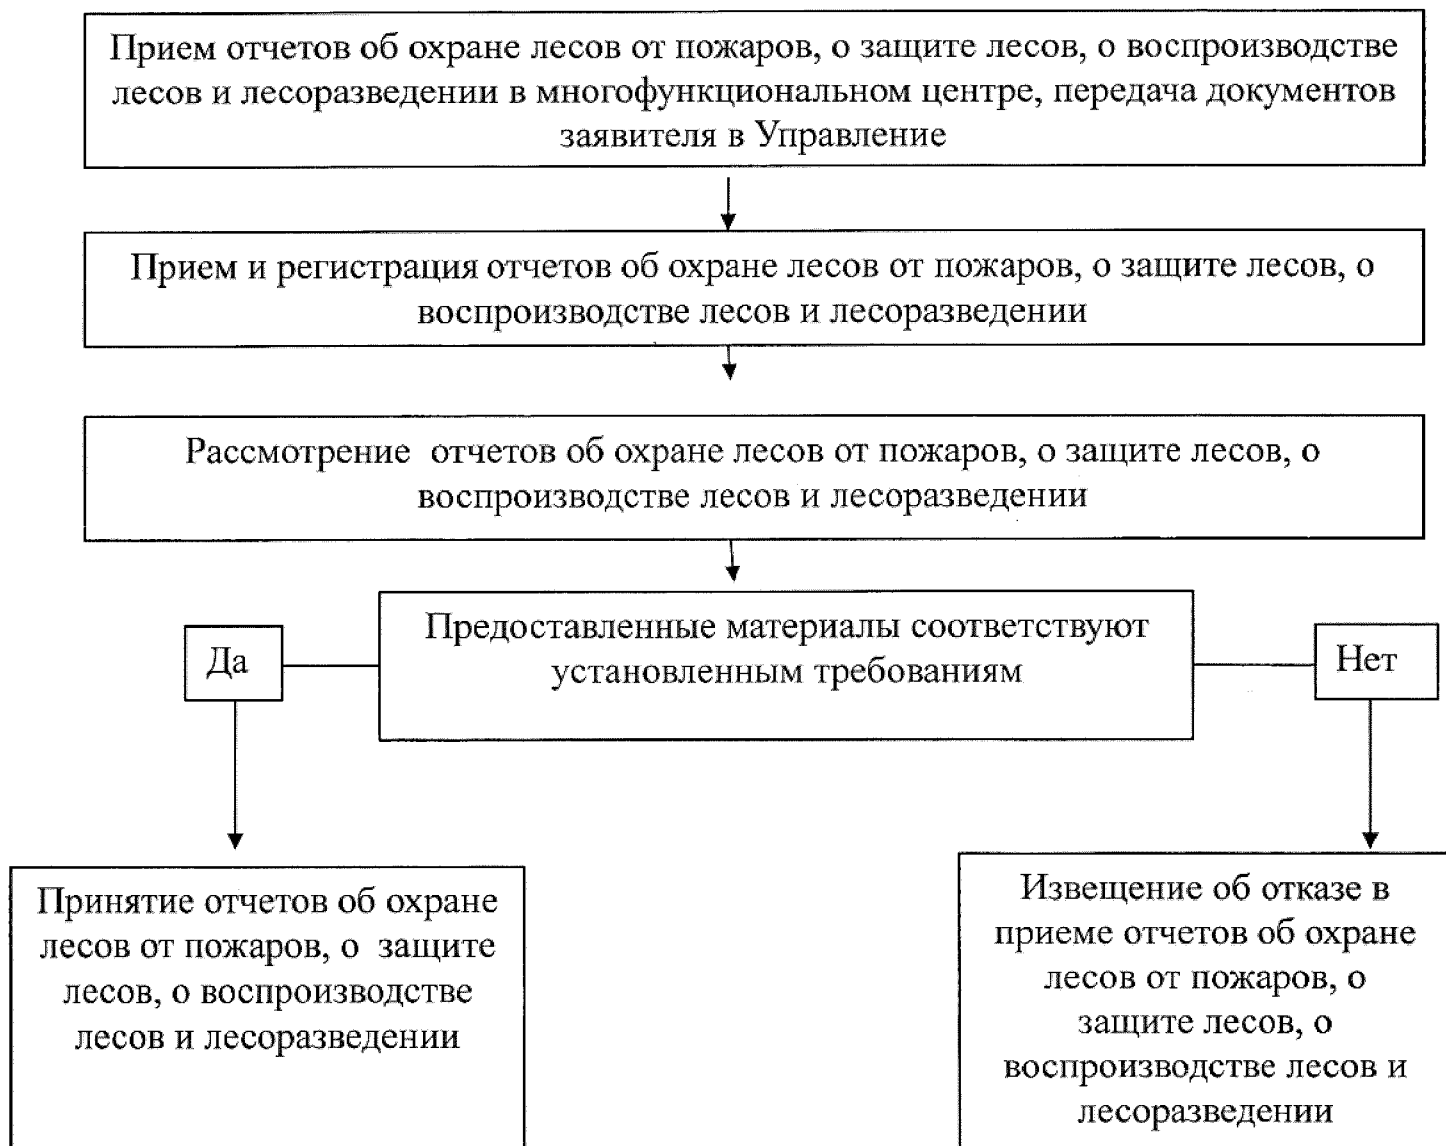 Прием отчетов об охране лесов от пожаров, о защите лесов, о воспроизводстве
лесов и лесоразведении в многофункциональном центре, передача документов
заявителя в Управление
Прием и регистрация отчетов об охране лесов от пожаров, о защите лесов, о
воспроизводстве лесов и лесоразведении
Рассмотрение отчетов об охране лесов от пожаров, о защите лесов, о
воспроизводстве лесов и лесоразведении
Предоставленные материалы соответствуют
установленным требованиям
Да
Нет
Принятие отчетов об охране
лесов от пожаров, о защите
лесов, о воспроизводстве
лесов и лесоразведении
Извещение об отказе в
приеме отчетов об охране
лесов от пожаров, о
защите лесов, о
воспроизводстве лесов и
лесоразведении